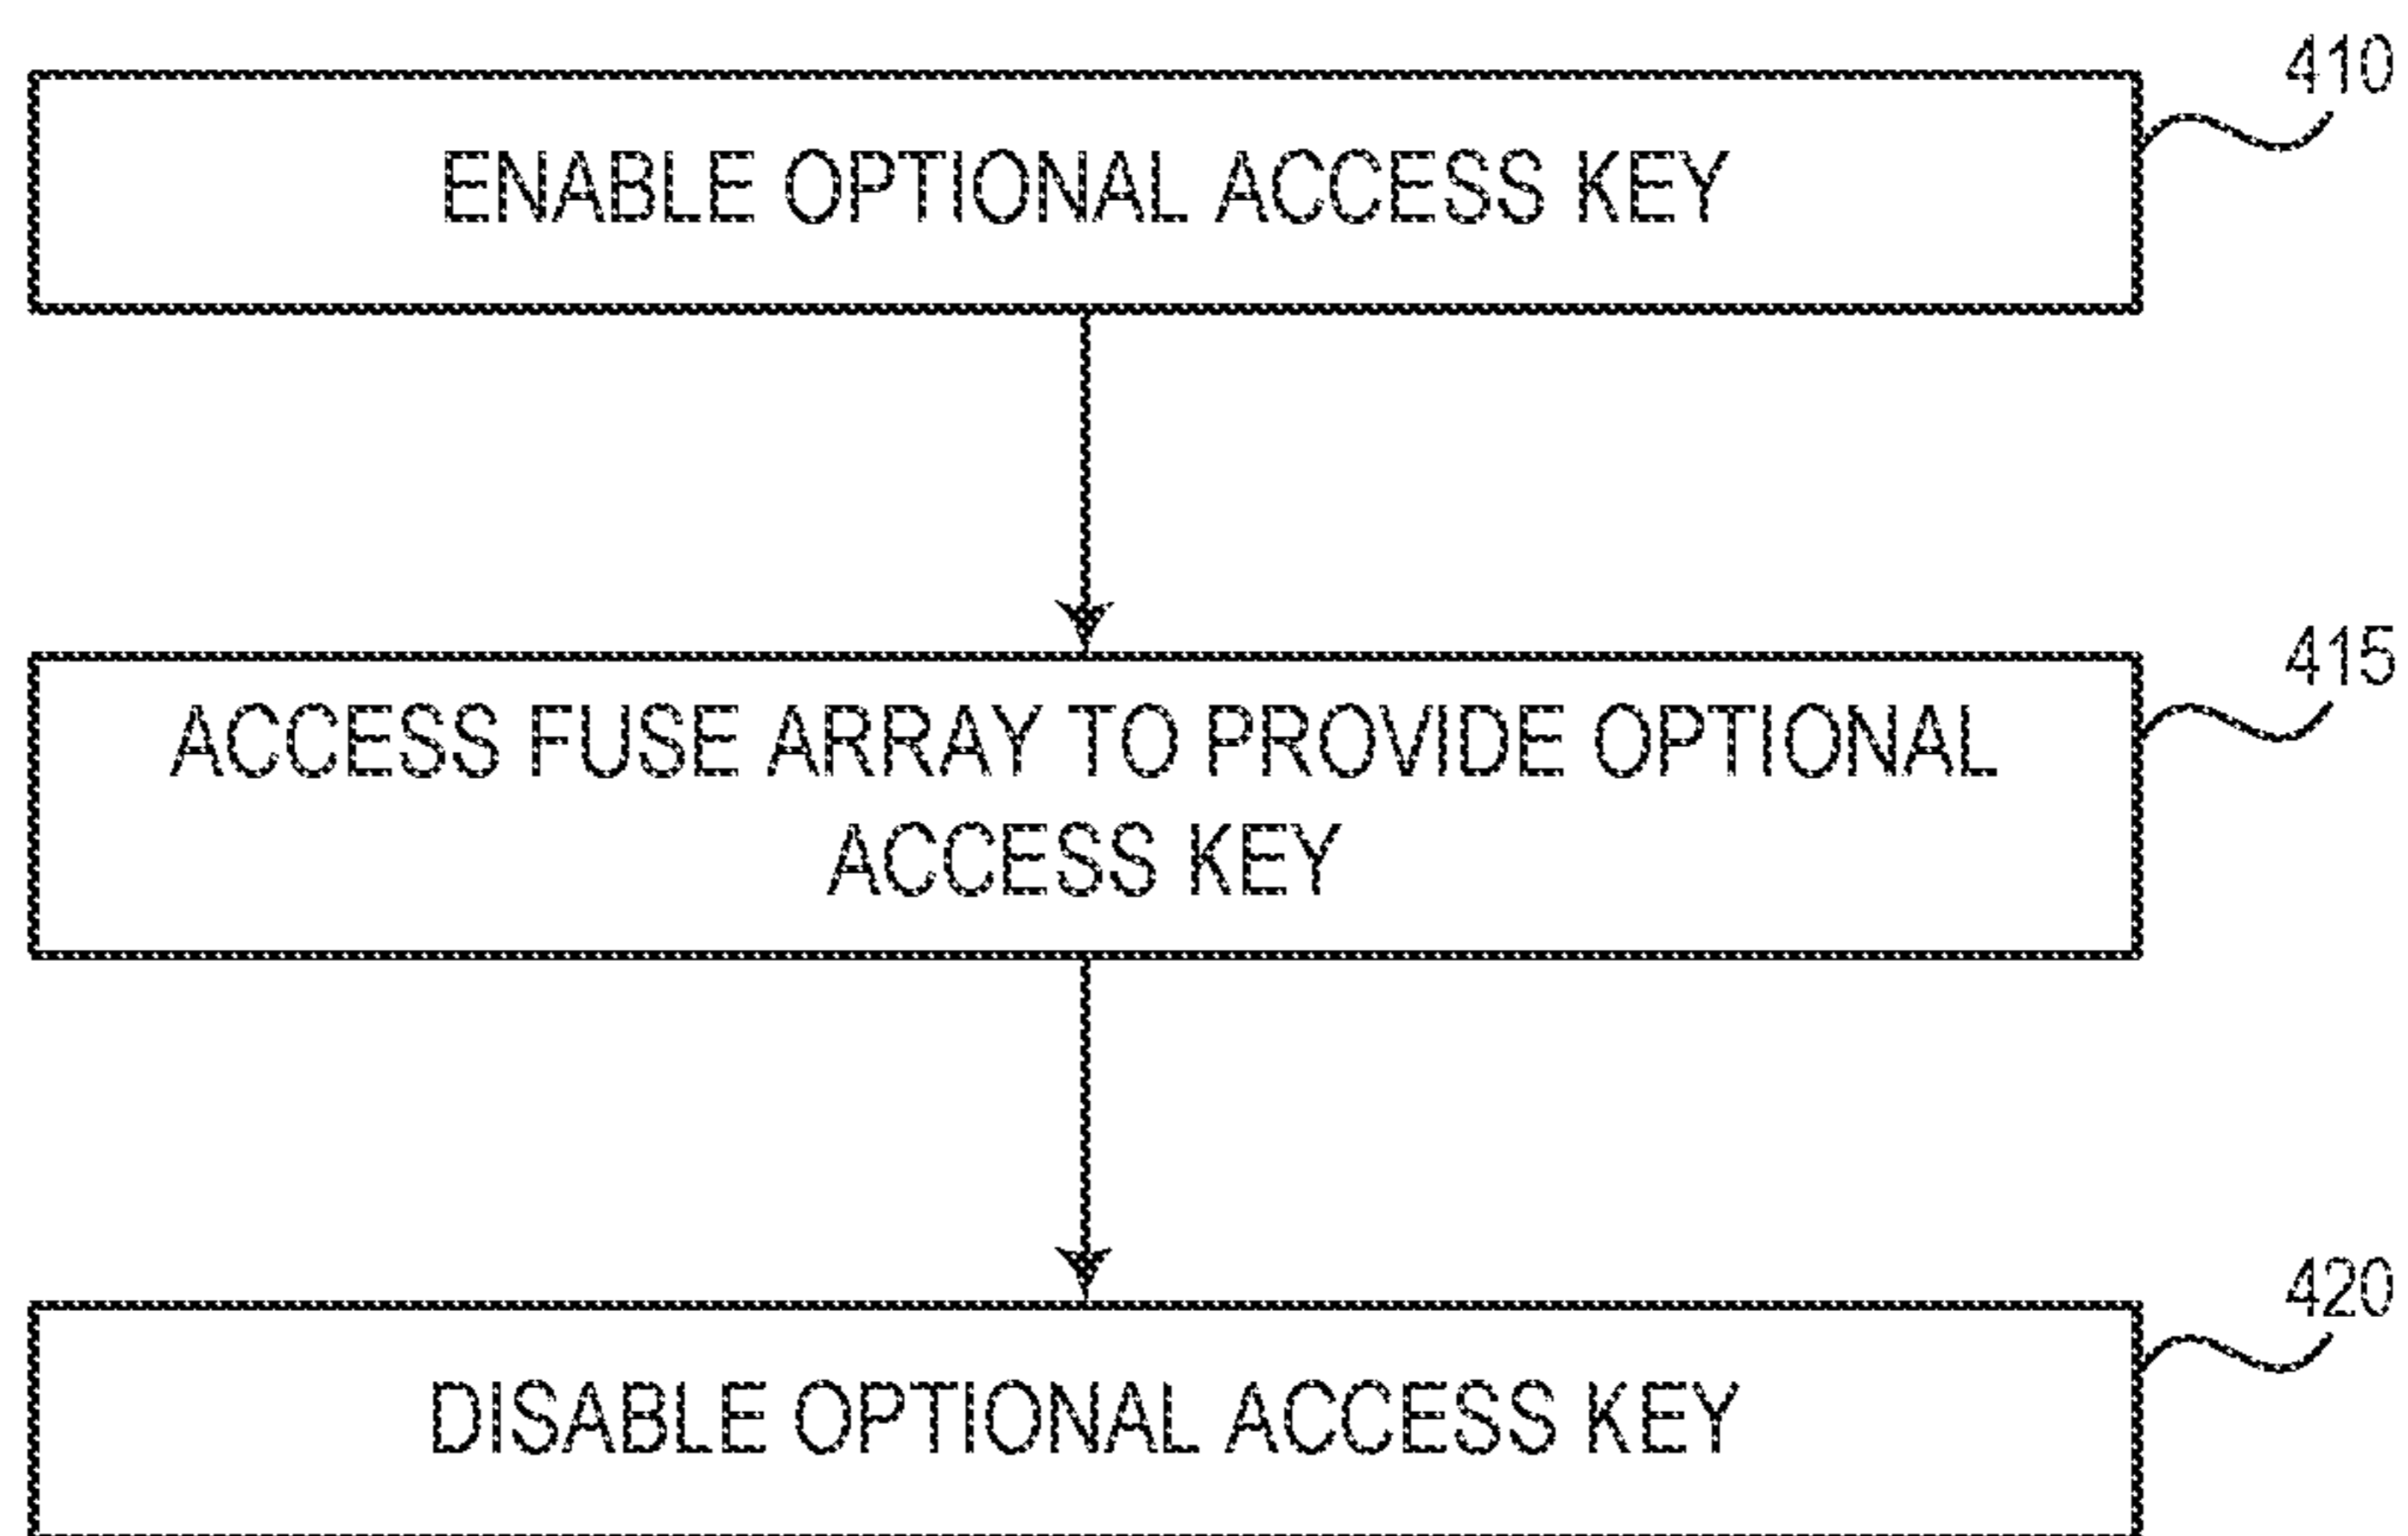 410
ENABLE OPTIONAL ACCESS KEY
415
ACCESS FUSE ARRAY TO PROVIDE OPTIONAL
ACCESS KEY
420
DISABLE OPTIONAL ACCESS KEY